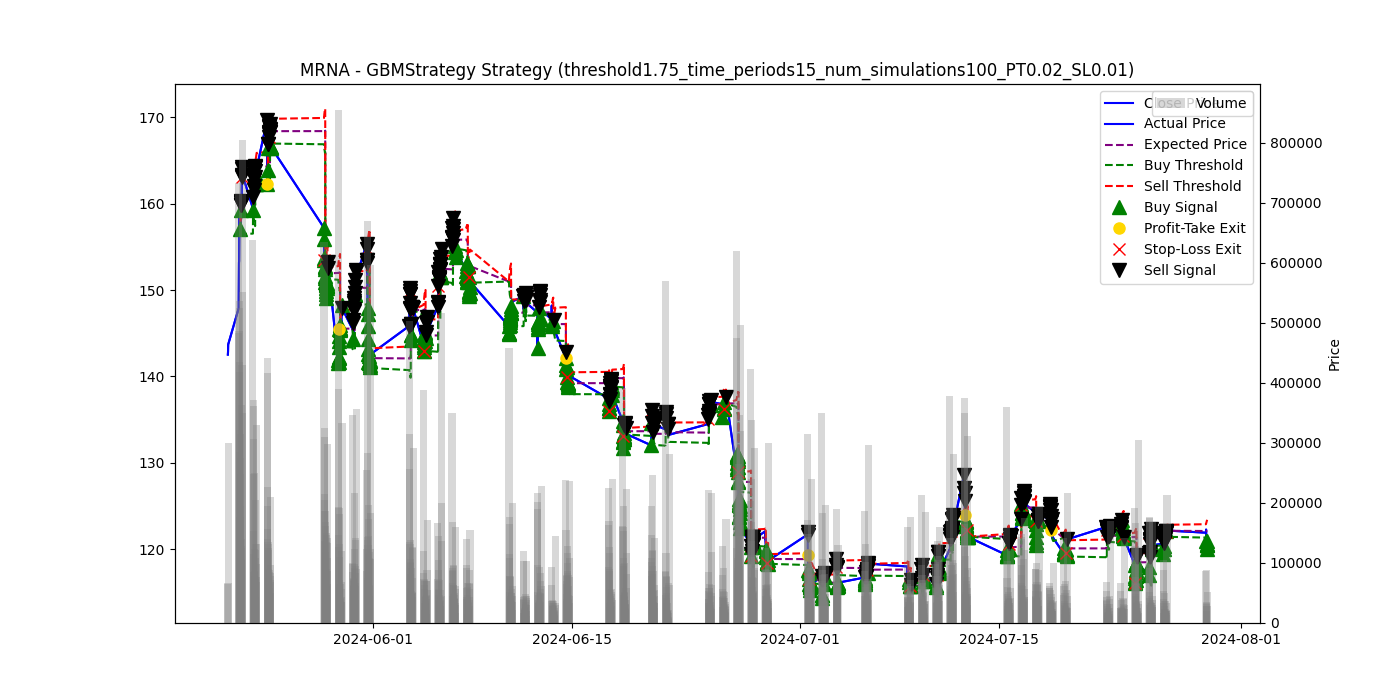 MRNA - GBMStrategy Strategy (threshold1.75_time_periods15_num_simulations100_PT0.02_SL0.01)
170
160
150
140
130
120
Volume
Actual Price
Expected Price
Buy Threshold
Sell Threshold
Buy Signal
Profit-Take Exit
Stop-Loss Exit
Sell Signal
800000
700000
600000
500000
400000
300000
200000
100000
0
Price
2024-06-01
2024-06-15
2024-07-01
2024-07-15
2024-08-01